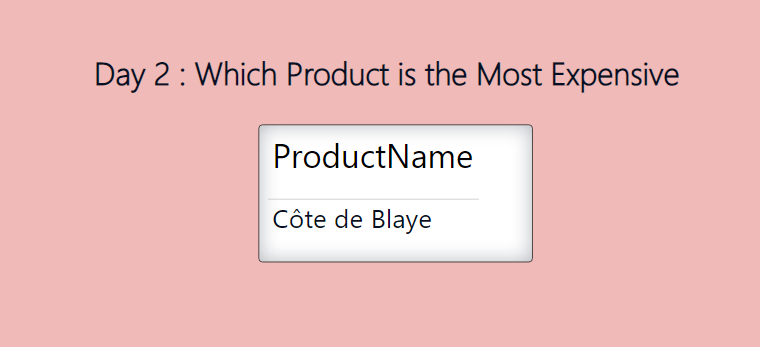 Day 2 : Which Product is the Most Expensive
ProductName
Côte de Blaye